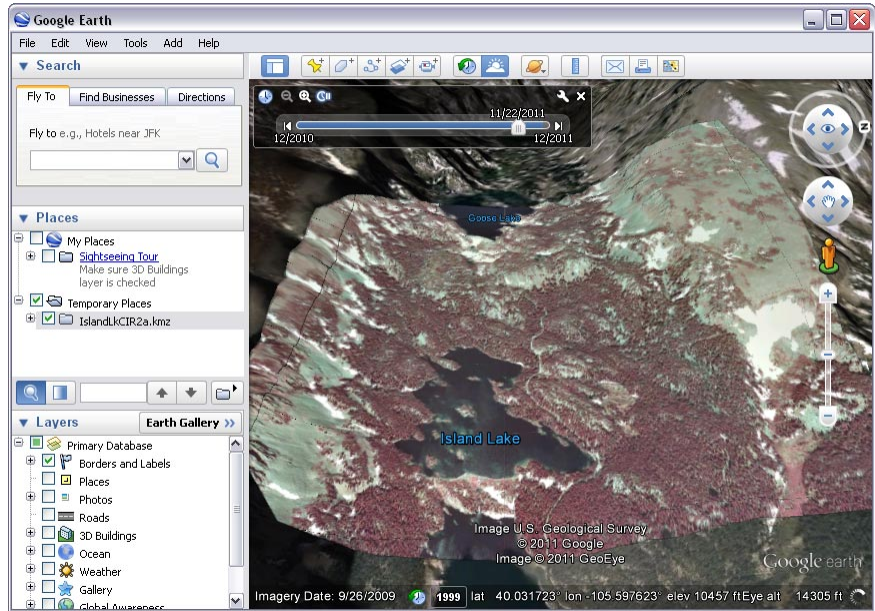 Google Earth
File Edit View Tools Add Help
Search
Fly To Find Businesses Directions
Fly to e.g., Hotels near JFK
Places
My Places
Sightseeing Tour
Make sure 3D Buildings
layer is checked
Temporary Places
IslandLkCIR2a.kmz
Layers
Earth Gallery >>
Primary Database
Borders and Labels
Places
Photos
Roads
3D Buildings
Ocean
Weather
Gallery
Global Awareness
11/22/2011
12/2010 12/2011
N
Goose Lake
Island Lake
Image U.S. Geological Survey
© 2011 Google
Image © 2011 GeoEye
Google earth
Imagery Date: 9/26/2009 1999 lat 40.031723° lon -105.597623° elev 10457 ft Eye alt 14305 ft